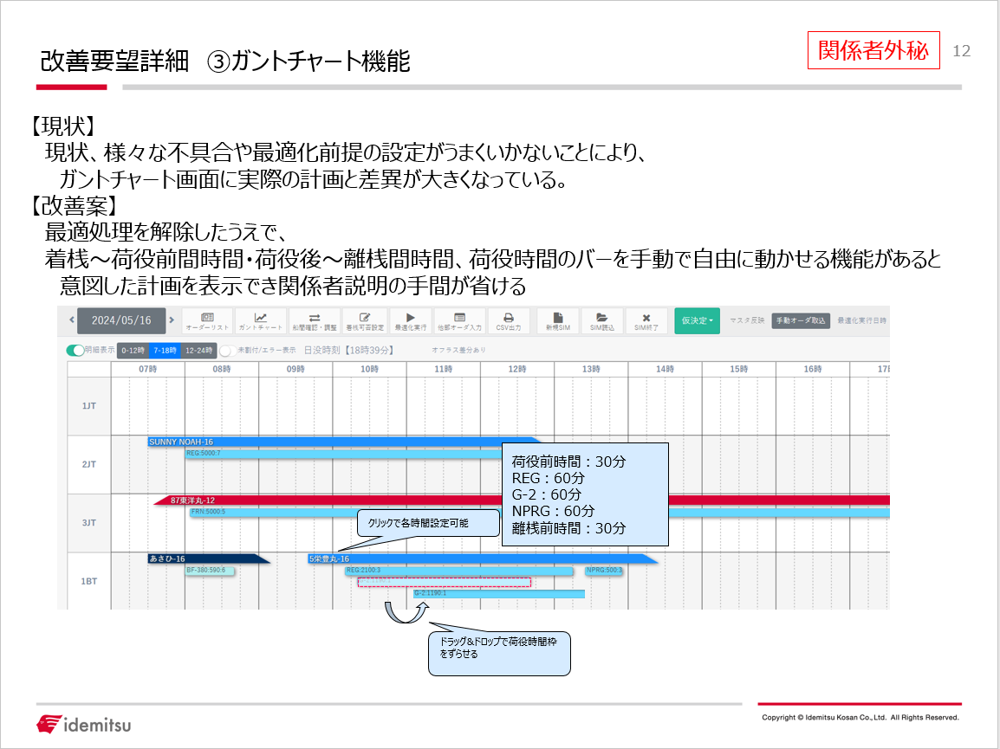 改善要望詳細　③ガントチャート機能
関係者外秘
12
【現状】
現状、様々な不具合や最適化前提の設定がうまくいかないことにより、
ガントチャート画面に実際の計画と差異が大きくなっている。
【改善案】
最適処理を解除したうえで、
着桟～荷役前間時間・荷役後～離桟間時間、荷役時間のバーを手動で自由に動かせる機能があると
意図した計画を表示でき関係者説明の手間が省ける
2024/05/16
オーダーリスト
ガントチャート
船間確認・調整
着桟可否設定
最適化実行
他部オーダ入力
CSV出力
新規SIM
SIM読込
SIM終了
仮決定
マスタ反映
手動オーダ取込
最適化実行日時
明細表示
0-12時
7-18時
12-24時
未割付/エラー表示
日没時刻【18時39分】
オフラス差分あり
07時 08時 09時 10時 11時 12時 13時 14時 15時 16時
1JT
2JT
SUNNY NOAH-16
REG:5000:7
3JT
87東洋丸-12
FRN:5000:5
1BT
あさひ-16
BF-380:590.6
5栄豊丸-16
REG:2100:3
NPRG:500:3
G-2:1190.1
荷役前時間：30分
REG：60分
G-2：60分
NPRG：60分
離桟前時間：30分
クリックで各時間設定可能
ドラッグ&ドロップで荷役時間枠
をずらせる
idemitsu
Copyright © Idemitsu Kosan Co., Ltd. All Rights Reserved.